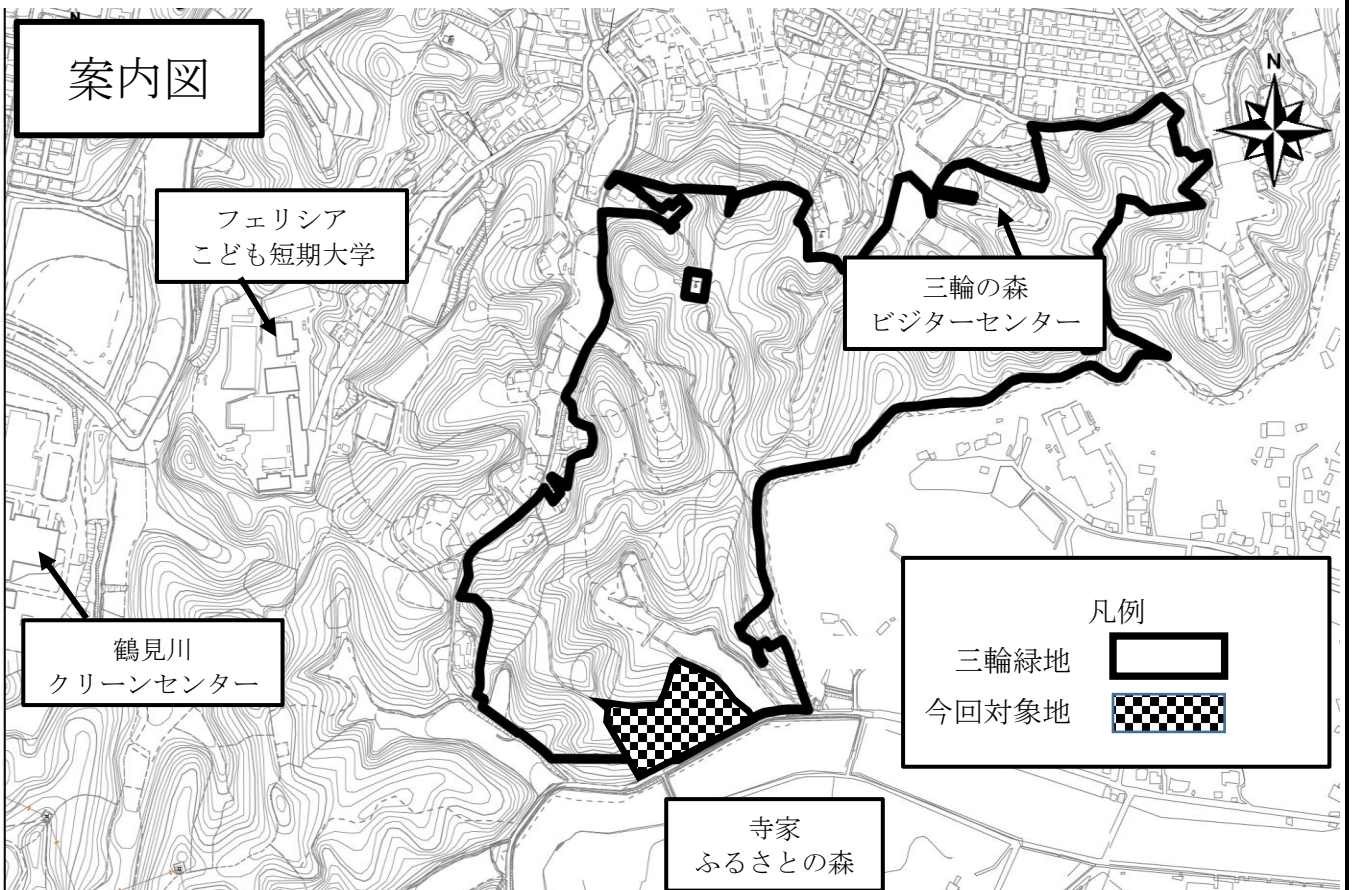 案内図
N
フェリシア
こども短期大学
三輪の森
ビジターセンター
鶴見川
クリーンセンター
凡例
三輪緑地
今回対象地
寺家
ふるさとの森